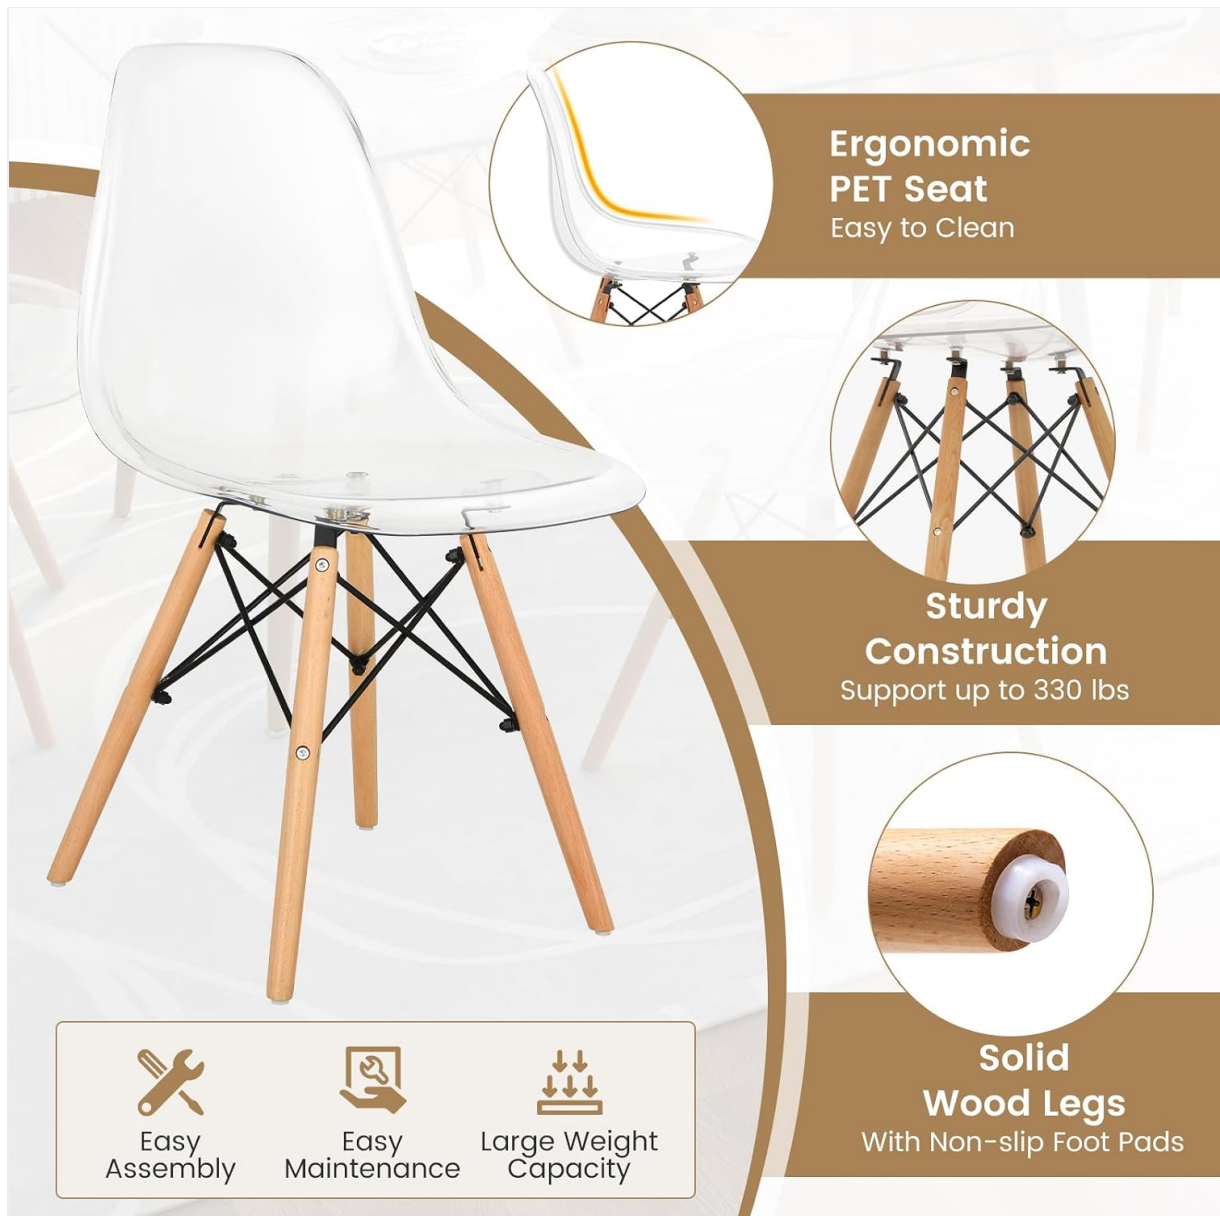 Ergonomic
PET Seat
Easy to Clean
Sturdy
Construction
Support up to 330 lbs
Solid
Wood Legs
With Non-slip Foot Pads
Easy
Assembly
Easy
Maintenance
Large Weight
Capacity